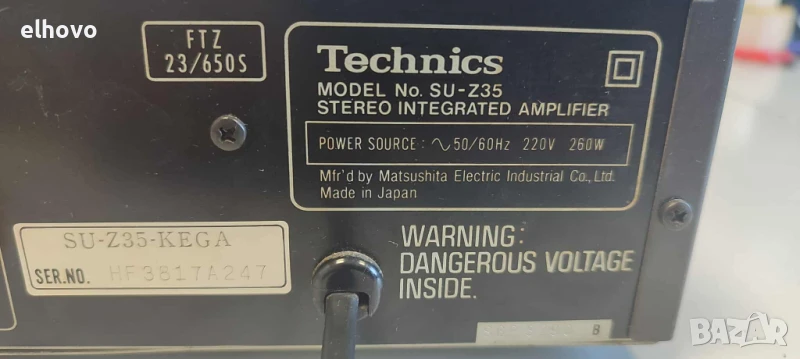 elhovo
FTZ
23/650S
Technics
MODEL No. SU-Z35
STEREO INTEGRATED AMPLIFIER
POWER SOURCE: ∿50/60Hz 220V 260W
Mfr'd by Matsushita Electric Industrial Co., Ltd.
Made in Japan
SU-Z35-KEGA
SER.NO. HF3817A247
WARNING:
DANGEROUS VOLTAGE
INSIDE.
B
BAZAR